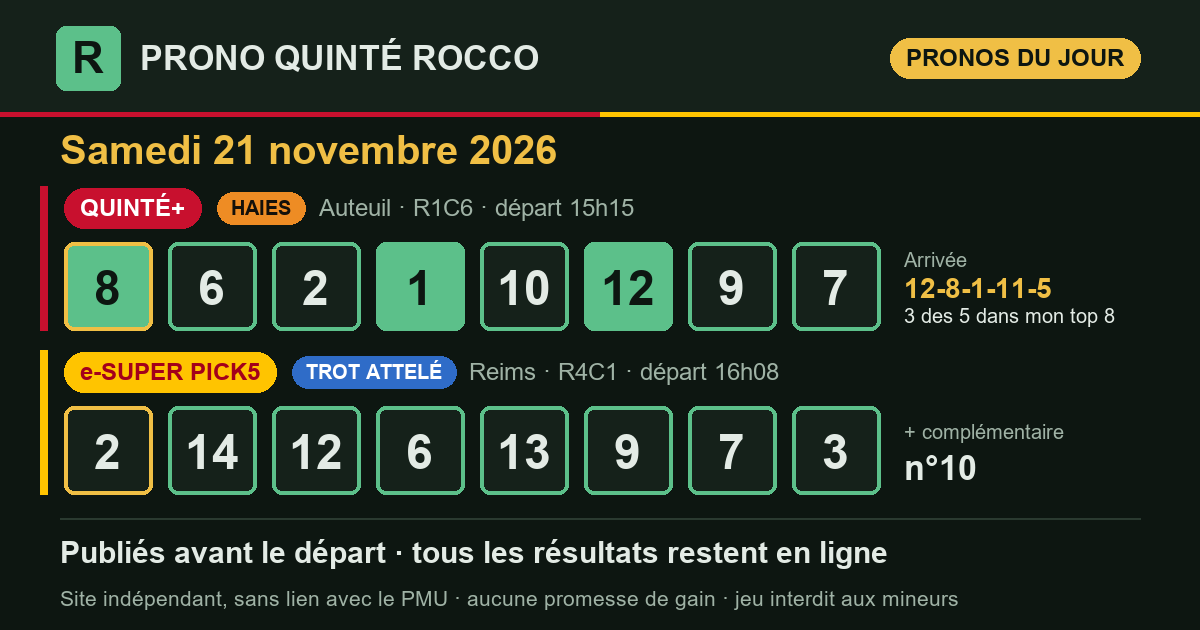 R PRONO QUINTÉ ROCCO PRONOS DU JOUR
Samedi 21 novembre 2026
QUINTÉ+ HAIES Auteuil · R1C6 · départ 15h15
8 6 2 1 10 12 9 7
Arrivée
12-8-1-11-5
3 des 5 dans mon top 8
e-SUPER PICK5 TROT ATTELÉ Reims · R4C1 · départ 16h08
2 14 12 6 13 9 7 3
+ complémentaire
n°10
Publiés avant le départ · tous les résultats restent en ligne
Site indépendant, sans lien avec le PMU · aucune promesse de gain · jeu interdit aux mineurs